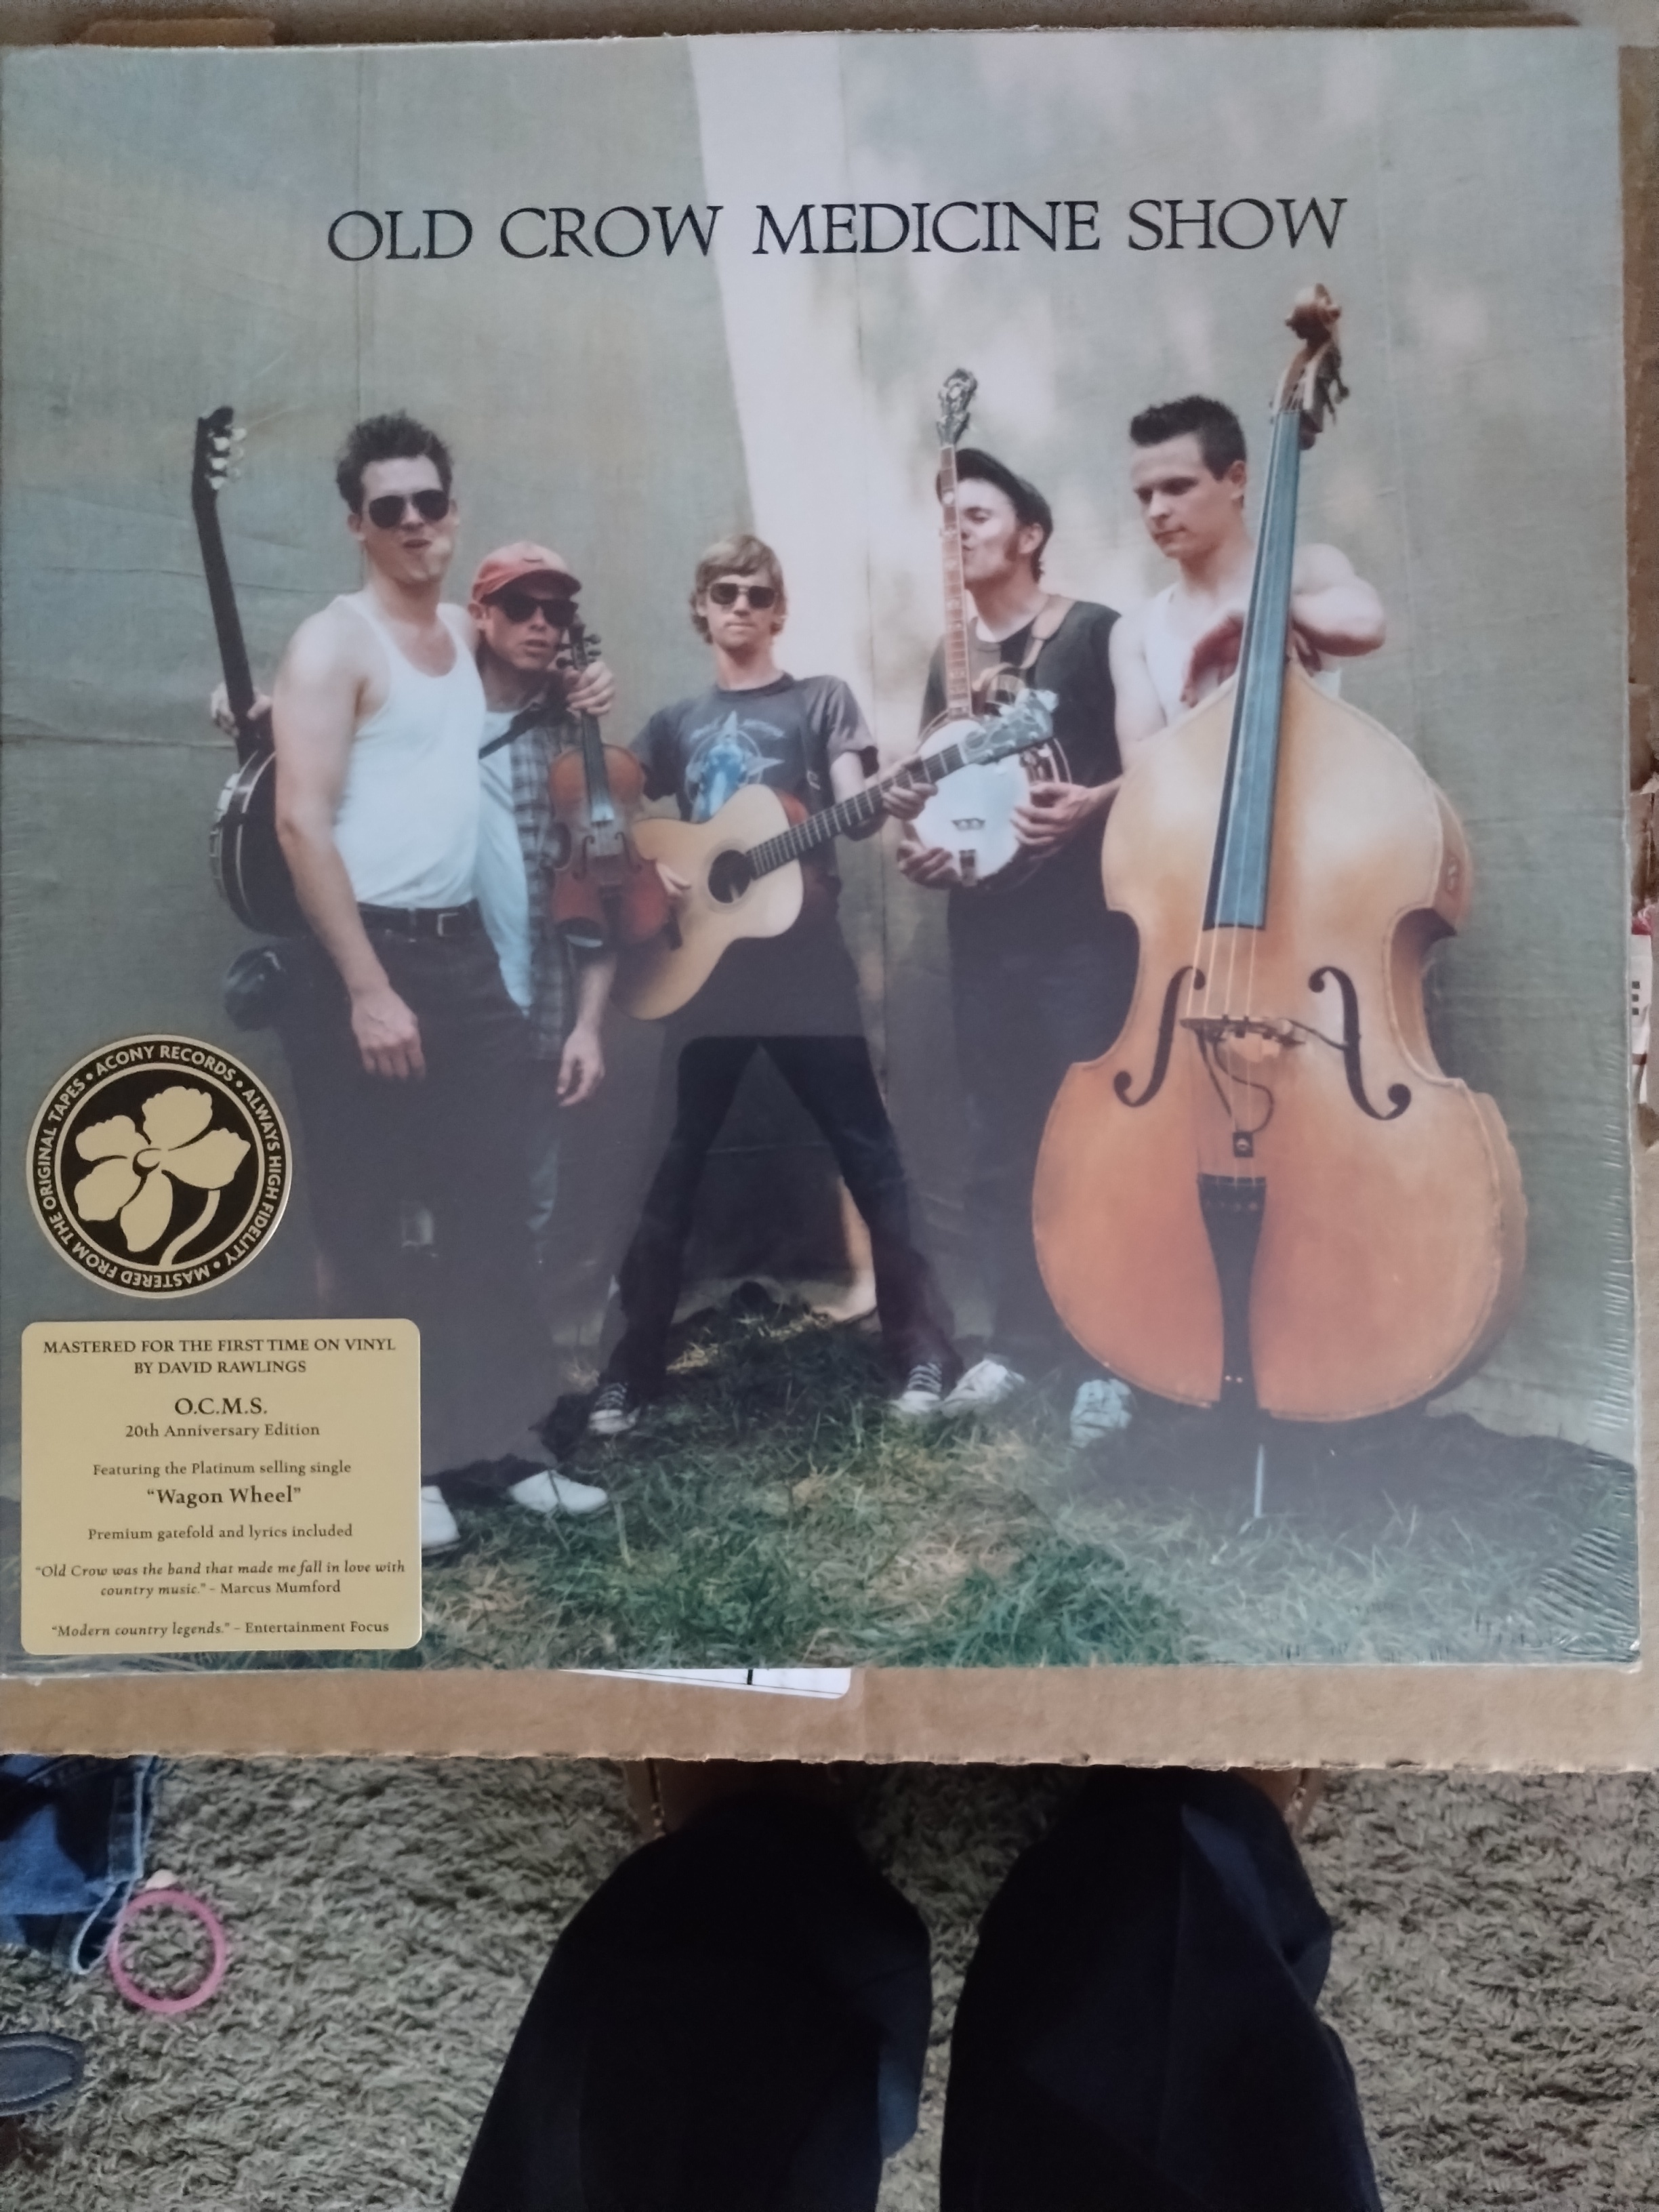 OLD CROW MEDICINE SHOW
ACONY RECORDS • ALWAYS HIGH FIDELITY • MASTERED FROM THE ORIGINAL TAPES •
MASTERED FOR THE FIRST TIME ON VINYL
BY DAVID RAWLINGS
O.C.M.S.
20th Anniversary Edition
Featuring the Platinum selling single
“Wagon Wheel”
Premium gatefold and lyrics included
“Old Crow was the band that made me fall in love with
country music.” – Marcus Mumford
“Modern country legends.” – Entertainment Focus